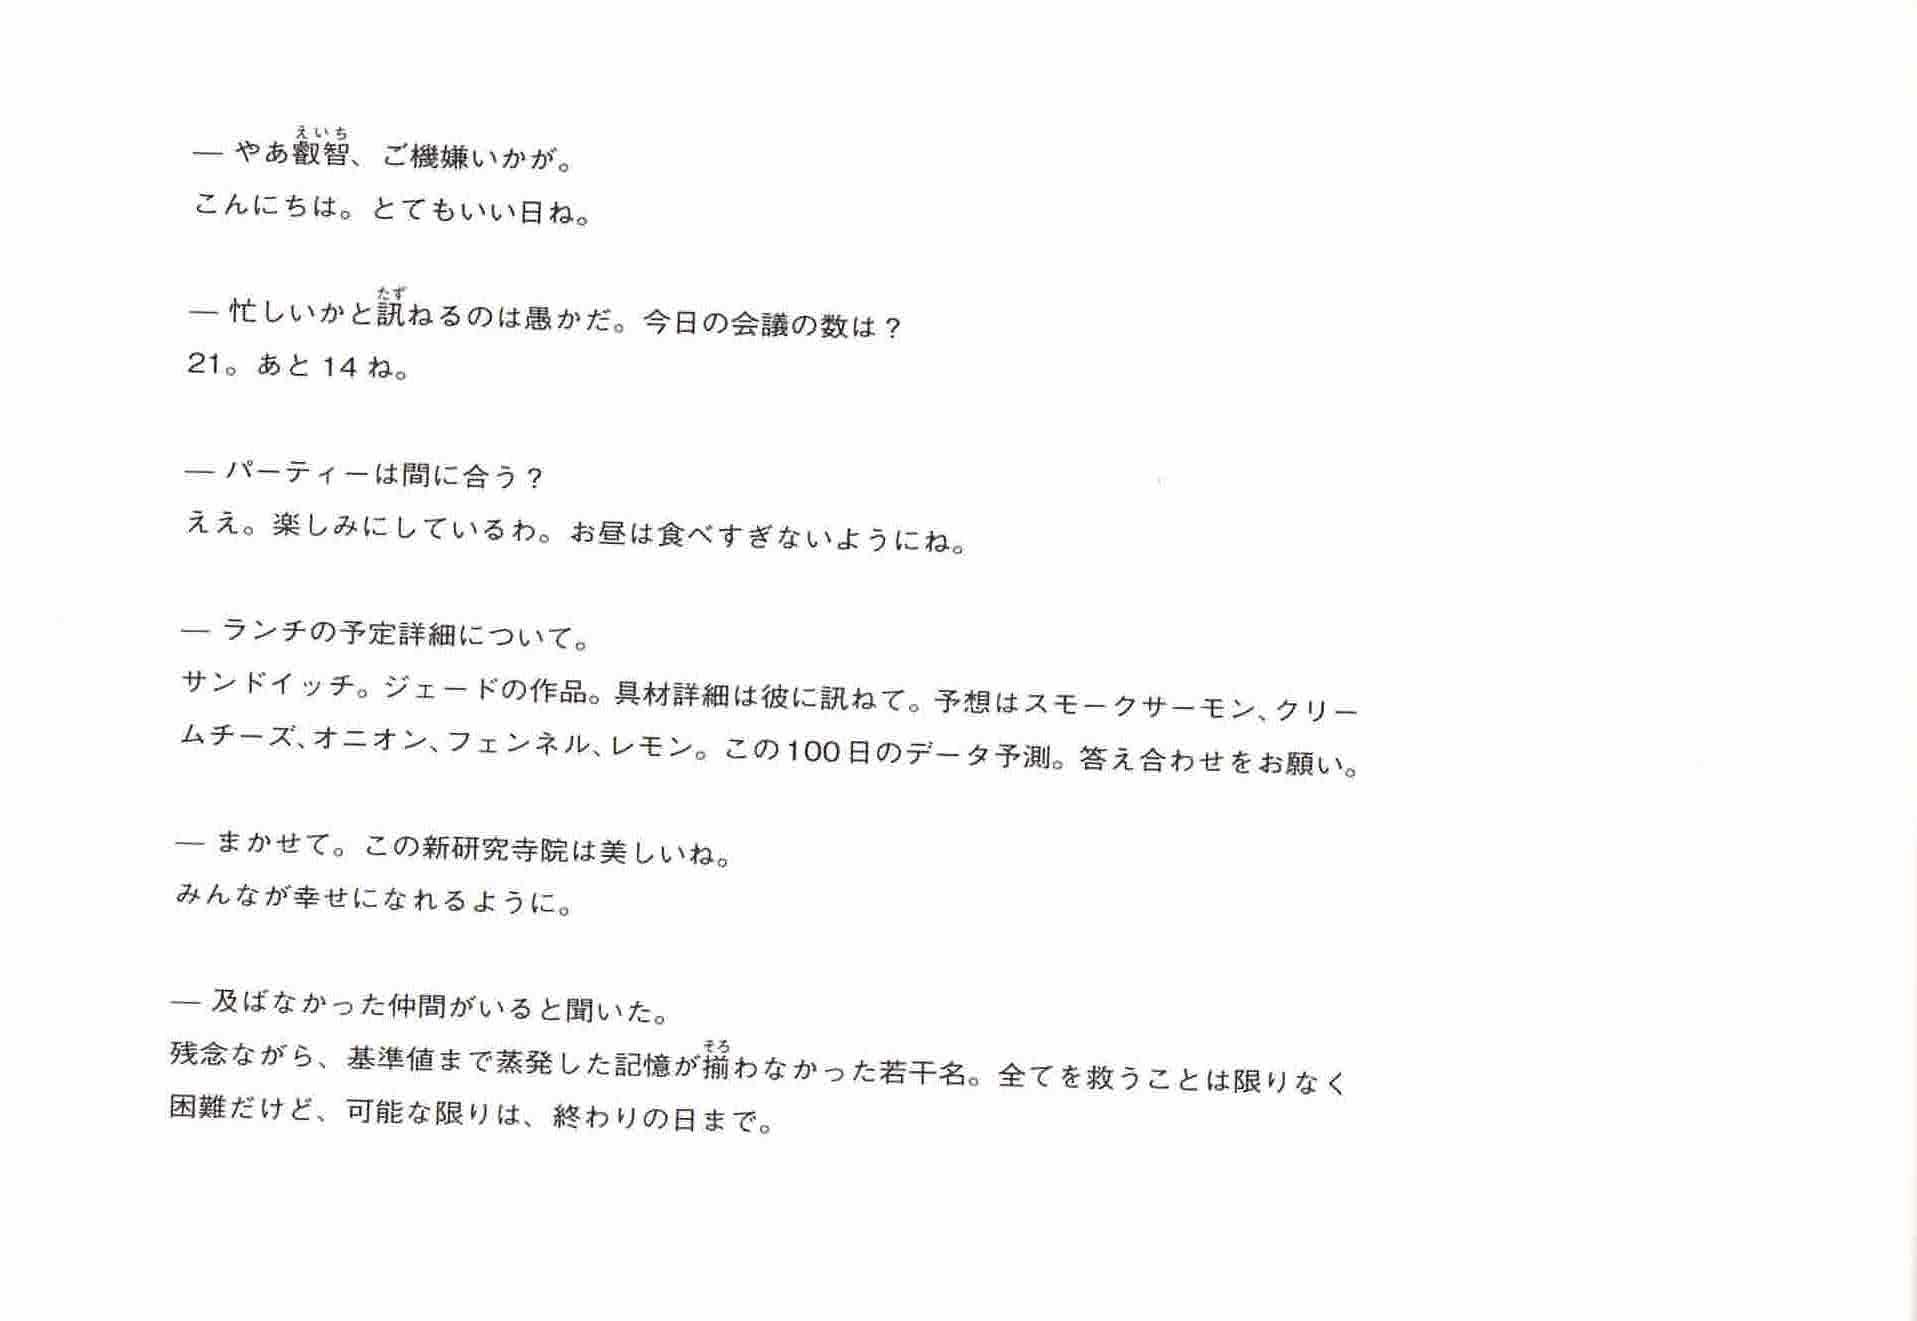 — やあ叡智、ご機嫌いかが。
こんにちは。とてもいい日ね。
— 忙しいかと訊ねるのは愚かだ。今日の会議の数は？
21。あと 14 ね。
— パーティーは間に合う？
ええ。楽しみにしているわ。お昼は食べすぎないようにね。
— ランチの予定詳細について。
サンドイッチ。ジェードの作品。具材詳細は彼に訊ねて。予想はスモークサーモン、クリー
ムチーズ、オニオン、フェンネル、レモン。この100日のデータ予測。答え合わせをお願い。
— まかせて。この新研究寺院は美しいね。
みんなが幸せになれるように。
— 及ばなかった仲間がいると聞いた。
残念ながら、基準値まで蒸発した記憶が揃わなかった若干名。全てを救うことは限りなく
困難だけど、可能な限りは、終わりの日まで。